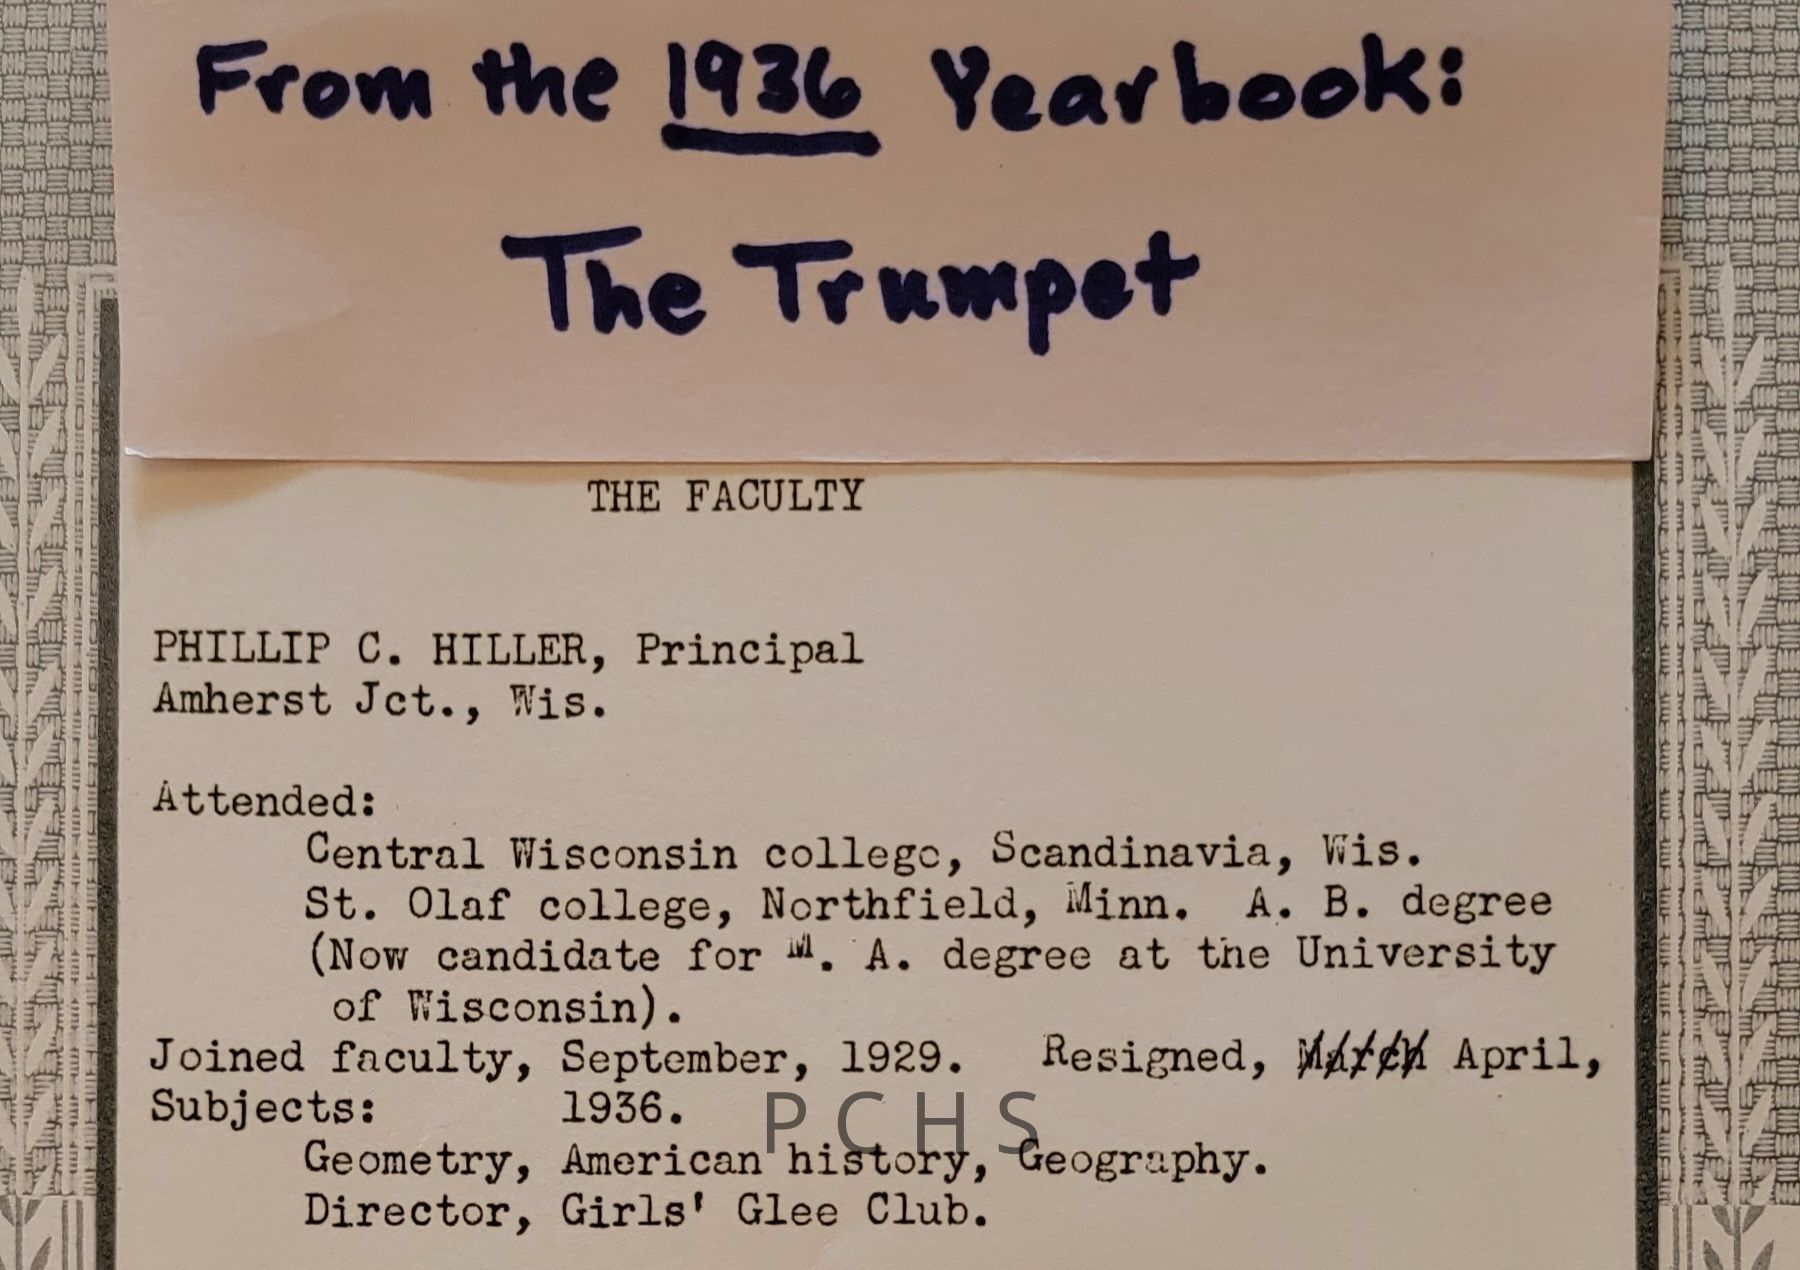 From the 1936 Yearbook:
The Trumpet
THE FACULTY
PHILLIP C. HILLER, Principal
Amherst Jct., Wis.
Attended:
Central Wisconsin college, Scandinavia, Wis.
St. Olaf college, Northfield, Minn. A. B. degree
(Now candidate for M. A. degree at the University
of Wisconsin).
Joined faculty, September, 1929. Resigned, March April,
Subjects: 1936.
PCHS
Geometry, American history, Geography.
Director, Girls' Glee Club.